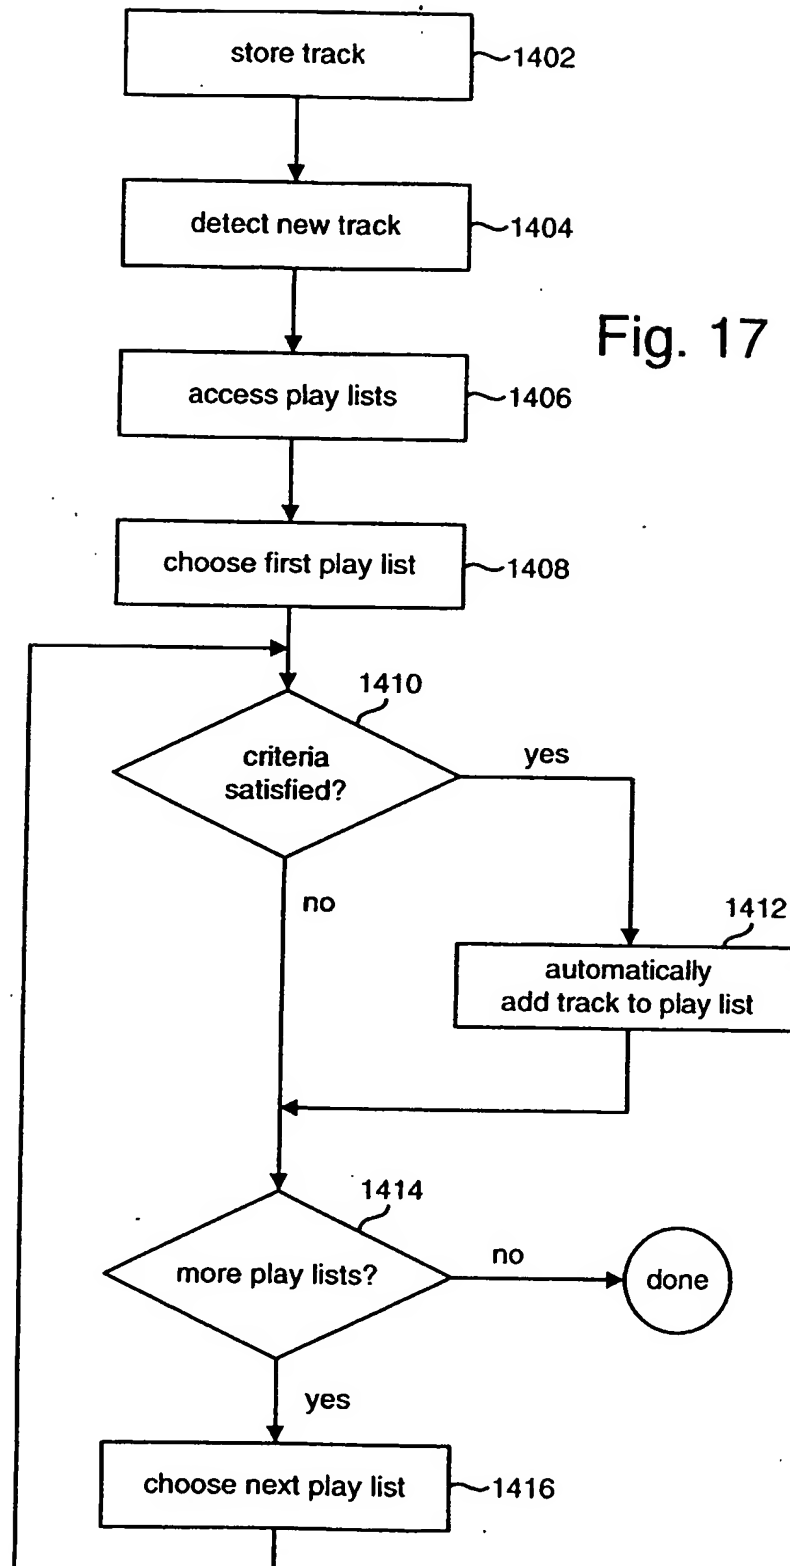 store track
1402
detect new track
1404
Fig. 17
access play lists
1406
choose first play list
1408
1410
criteria
satisfied?
yes
no
1412
automatically
add track to play list
1414
more play lists?
no
done
yes
choose next play list
1416